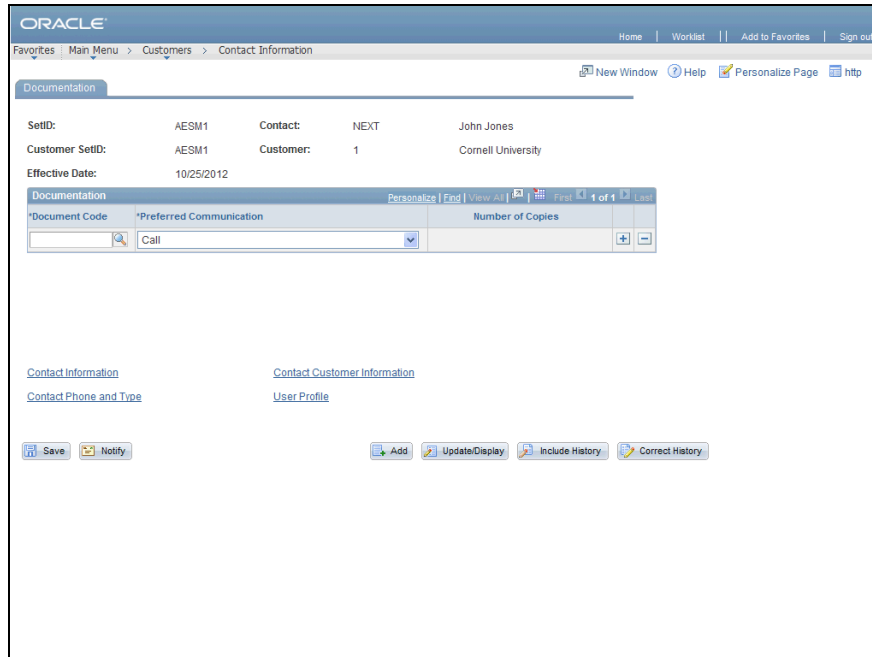 ORACLE
Home | Worklist || Add to Favorites | Sign out
Favorites | Main Menu > Customers > Contact Information
New Window Help Personalize Page http
Documentation
SetID: AESM1 Contact: NEXT John Jones
Customer SetID: AESM1 Customer: 1 Cornell University
Effective Date: 10/25/2012
Documentation Personalize | Find | View All | | First 1 of 1 Last
*Document Code *Preferred Communication Number of Copies
Call
Contact Information Contact Customer Information
Contact Phone and Type User Profile
Save Notify Add Update/Display Include History Correct History